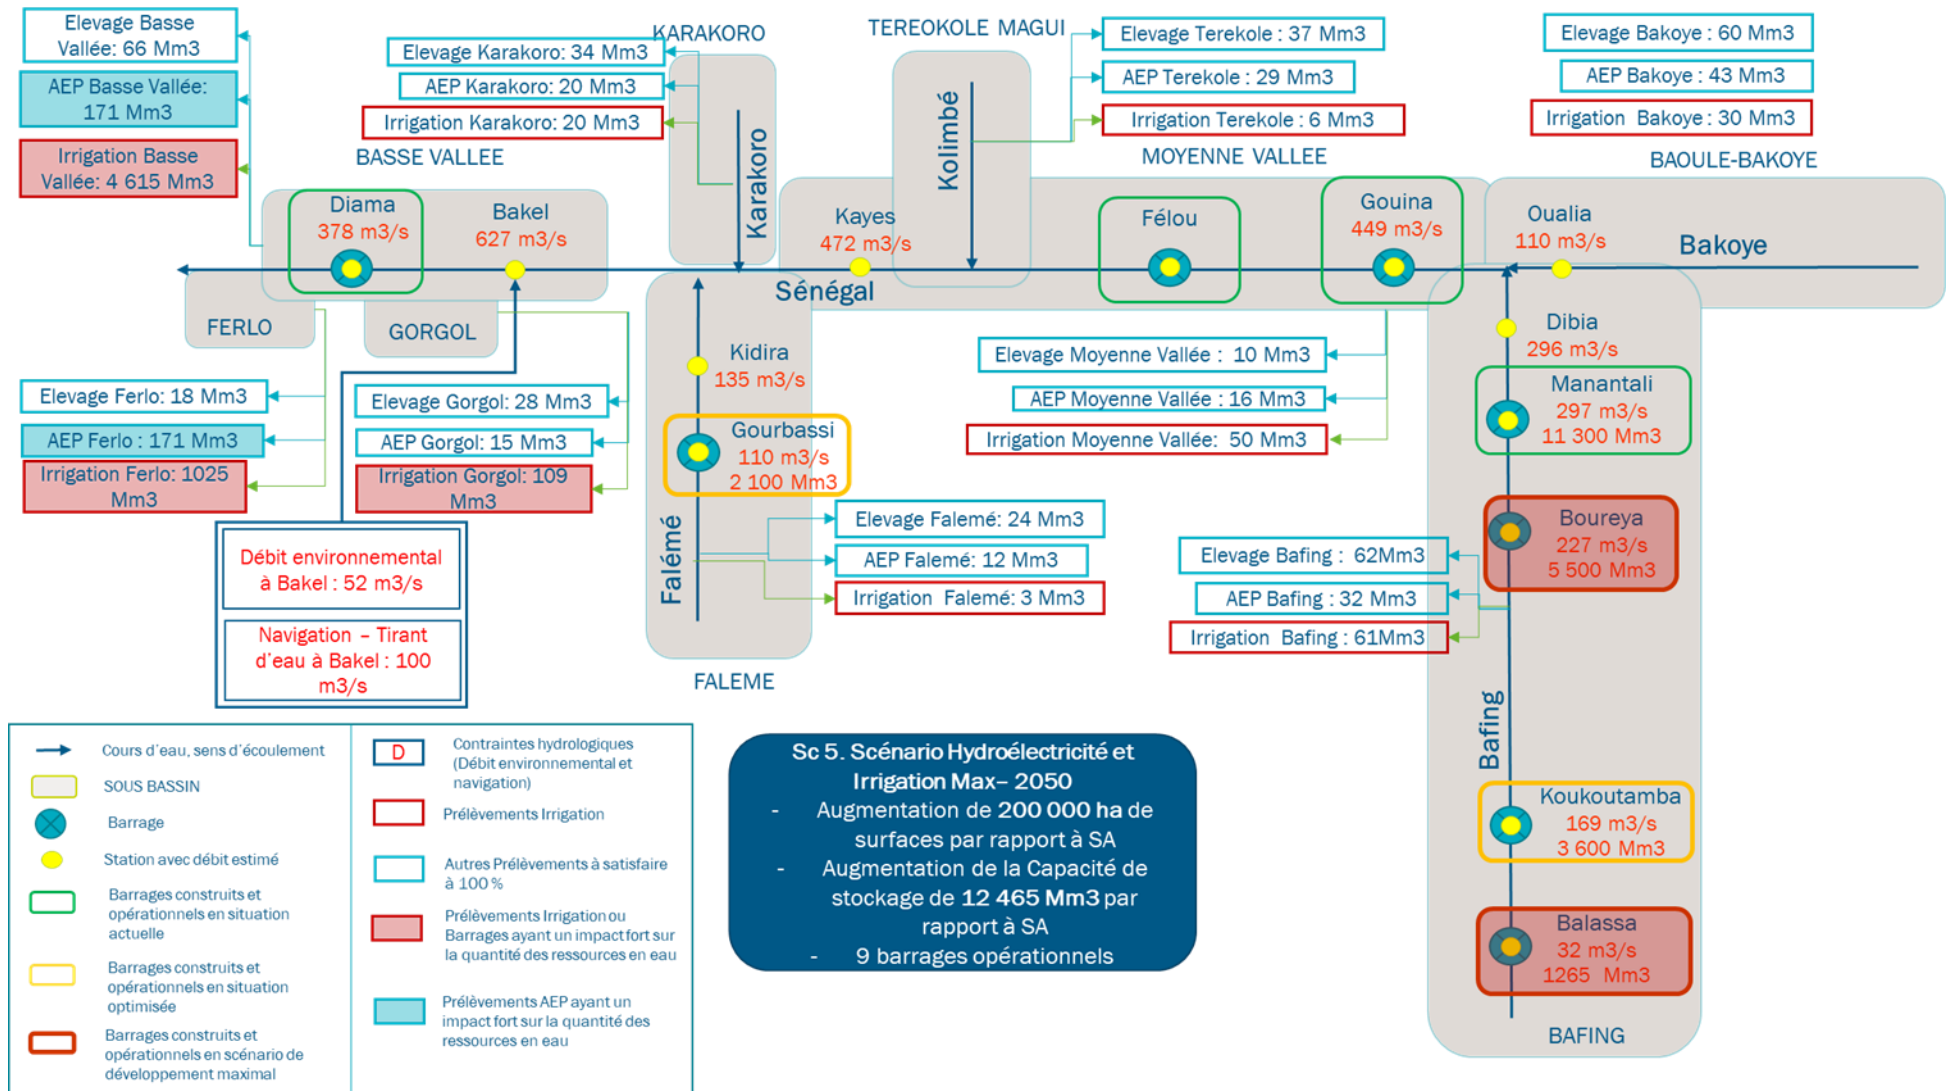 Elevage Basse
Vallée: 66 Mm3
AEP Basse Vallée:
171 Mm3
Irrigation Basse
Vallée: 4 615 Mm3
KARAKORO
Elevage Karakoro: 34 Mm3
AEP Karakoro: 20 Mm3
Irrigation Karakoro: 20 Mm3
BASSE VALLEE
TEREOKOLE MAGUI
Elevage Terekole : 37 Mm3
AEP Terekole : 29 Mm3
Irrigation Terekole : 6 Mm3
MOYENNE VALLEE
Elevage Bakoye : 60 Mm3
AEP Bakoye : 43 Mm3
Irrigation Bakoye : 30 Mm3
BAOULE-BAKOYE
Diama
378 m3/s
Bakel
627 m3/s
Karakoro
Kayes
472 m3/s
Kolimbé
Félou
Gouina
449 m3/s
Oualia
110 m3/s
Bakoye
Sénégal
FERLO
GORGOL
Kidira
135 m3/s
Gourbassi
110 m3/s
2 100 Mm3
Falémé
FALEME
Elevage Ferlo: 18 Mm3
AEP Ferlo : 171 Mm3
Irrigation Ferlo: 1025
Mm3
Elevage Gorgol: 28 Mm3
AEP Gorgol: 15 Mm3
Irrigation Gorgol: 109
Mm3
Débit environnemental
à Bakel : 52 m3/s
Navigation – Tirant
d'eau à Bakel : 100
m3/s
Elevage Falemé: 24 Mm3
AEP Falemé: 12 Mm3
Irrigation Falemé: 3 Mm3
Elevage Moyenne Vallée : 10 Mm3
AEP Moyenne Vallée : 16 Mm3
Irrigation Moyenne Vallée: 50 Mm3
Dibia
296 m3/s
Manantali
297 m3/s
11 300 Mm3
Boureya
227 m3/s
5 500 Mm3
Elevage Bafing : 62Mm3
AEP Bafing : 32 Mm3
Irrigation Bafing : 61Mm3
Bafing
Koukoutamba
169 m3/s
3 600 Mm3
Balassa
32 m3/s
1265 Mm3
BAFING
Cours d'eau, sens d'écoulement
SOUS BASSIN
Barrage
Station avec débit estimé
Barrages construits et
opérationnels en situation
actuelle
Barrages construits et
opérationnels en situation
optimisée
Barrages construits et
opérationnels en scénario de
développement maximal
D
Contraintes hydrologiques
(Débit environnemental et
navigation)
Prélèvements Irrigation
Autres Prélèvements à satisfaire
à 100 %
Prélèvements Irrigation ou
Barrages ayant un impact fort sur
la quantité des ressources en eau
Prélèvements AEP ayant un
impact fort sur la quantité des
ressources en eau
Sc 5. Scénario Hydroélectricité et
Irrigation Max– 2050
- Augmentation de 200 000 ha de
surfaces par rapport à SA
- Augmentation de la Capacité de
stockage de 12 465 Mm3 par
rapport à SA
- 9 barrages opérationnels